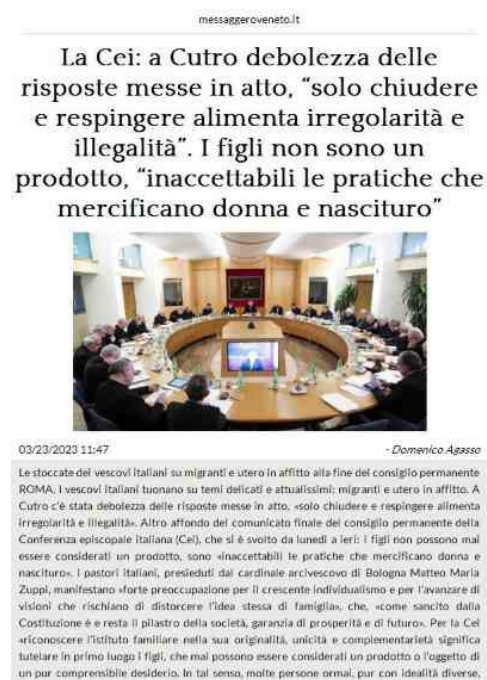 messaggeroveneto.it
La Cei: a Cutro debolezza delle
risposte messe in atto, “solo chiudere
e respingere alimenta irregolarità e
illegalità”. I figli non sono un
prodotto, “inaccettabili le pratiche che
mercificano donna e nascituro”
03/23/2023 11:47
- Domenico Agasso
Le stoccate dei vescovi italiani su migranti e utero in affitto alla fine del consiglio permanente
ROMA. I vescovi italiani tuonano su temi delicati e attualissimi: migranti e utero in affitto. A
Cutro c'è stata debolezza delle risposte messe in atto, «solo chiudere e respingere alimenta
irregolarità e illegalità». Altro affondo del comunicato finale del consiglio permanente della
Conferenza episcopale italiana (Cei), che si è svolto da lunedì a ieri: i figli non possono mai
essere considerati un prodotto, sono «inaccettabili le pratiche che mercificano donna e
nascituro». I pastori italiani, presieduti dal cardinale arcivescovo di Bologna Matteo Maria
Zuppi, manifestano «forte preoccupazione per il crescente individualismo e per l'avanzare di
visioni che rischiano di distorcere l'idea stessa di famiglia», che, «come sancito dalla
Costituzione è e resta il pilastro della società, garanzia di prosperità e di futuro». Per la Cei
«riconoscere l'istituto familiare nella sua originalità, unicità e complementarietà significa
tutelare in primo luogo i figli, che mai possono essere considerati un prodotto o l'oggetto di
un pur comprensibile desiderio. In tal senso, molte persone ormai, pur con idealità diverse,